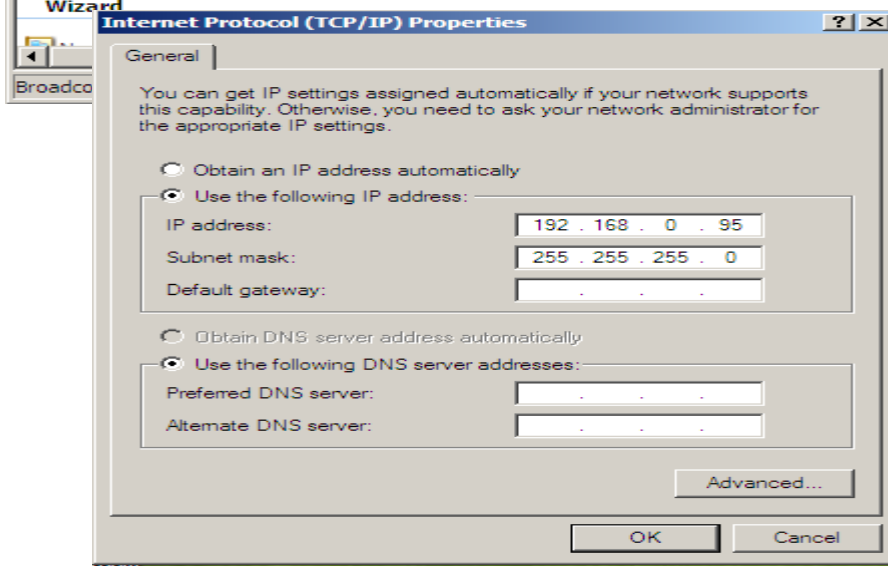 Wizard
Internet Protocol (TCP/IP) Properties
General
Broadco
You can get IP settings assigned automatically if your network supports
this capability. Otherwise, you need to ask your network administrator for
the appropriate IP settings.
Obtain an IP address automatically
Use the following IP address:
IP address: 192 . 168 . 0 . 95
Subnet mask: 255 . 255 . 255 . 0
Default gateway: . . .
Obtain DNS server address automatically
Use the following DNS server addresses:
Preferred DNS server: . . .
Alternate DNS server: . . .
Advanced...
OK Cancel